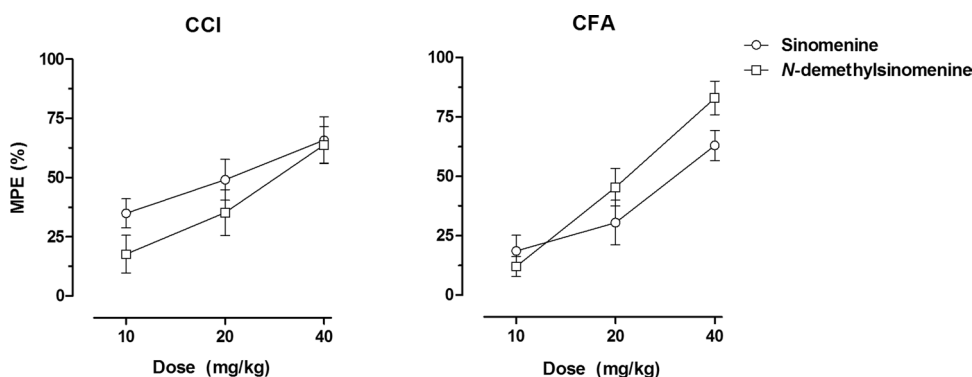 CCI
100
75
50
25
0
MPE (%)
10
20
40
Dose (mg/kg)
CFA
100
75
50
25
0
10
20
40
Dose (mg/kg)
Sinomenine
N-demethylsinomenine